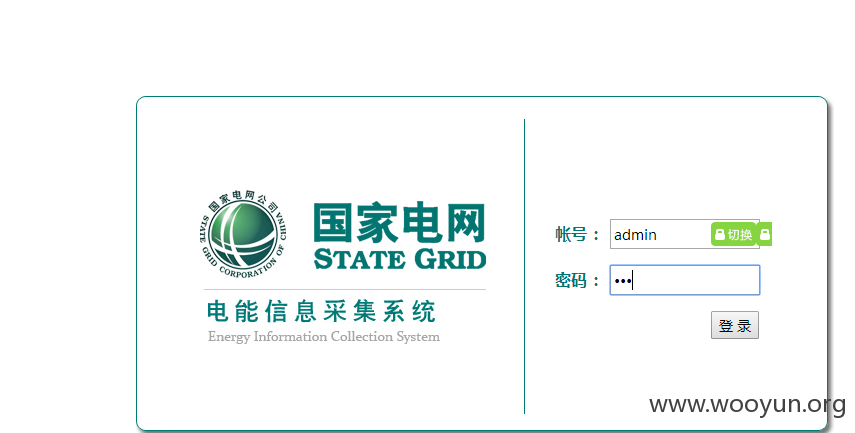 国家电网公司
STATE GRID CORPORATION OF CHINA
国家电网
STATE GRID
电能信息采集系统
Energy Information Collection System
帐号：
admin
切换
密码：
•••
登 录
www.wooyun.org